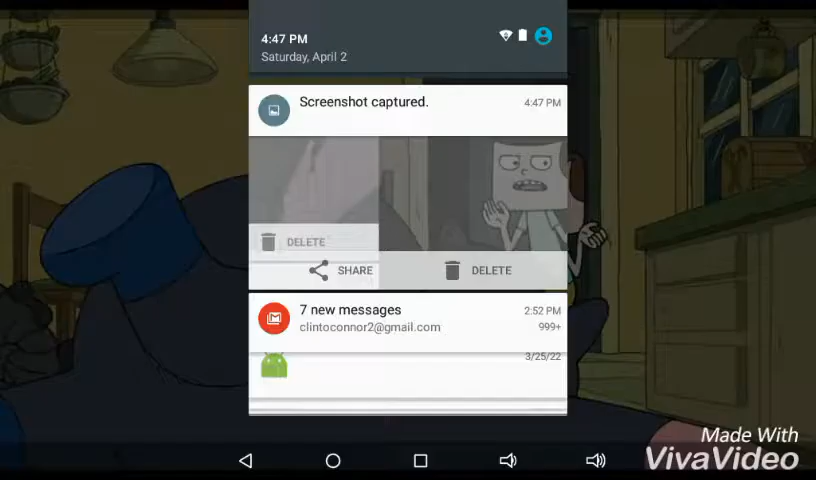 4:47 PM
Saturday, April 2
Screenshot captured.
4:47 PM
DELETE
SHARE
DELETE
7 new messages
2:52 PM
clintoconnor2@gmail.com
999+
3/25/22
Made With
VivaVideo